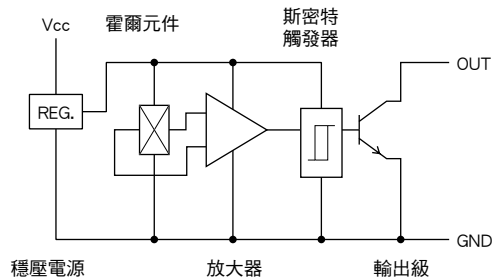 Vcc
霍爾元件
斯密特
觸發器
OUT
REG.
GND
穩壓電源
放大器
輸出級